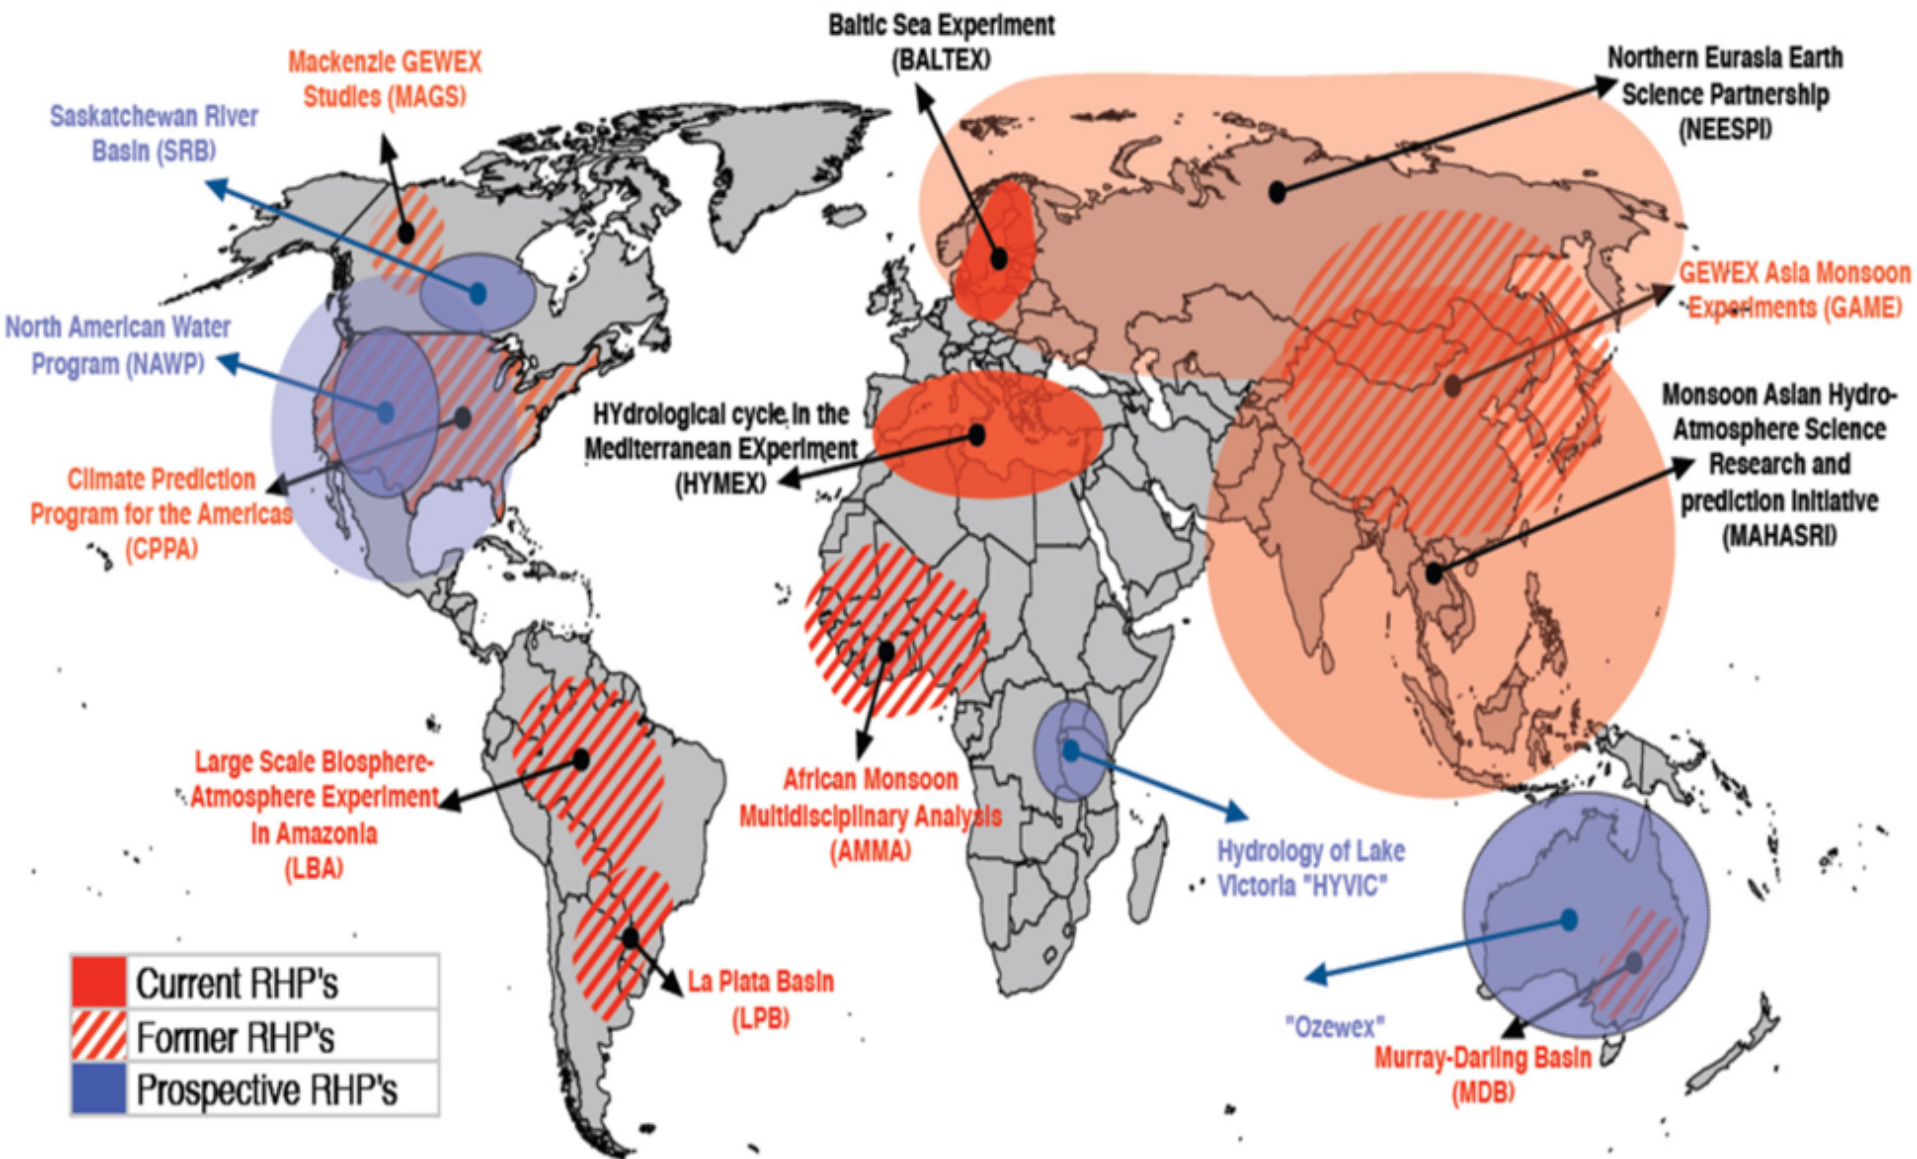 Baltic Sea Experiment
(BALTEX)
Northern Eurasia Earth
Science Partnership
(NEESPI)
Mackenzie GEWEX
Studies (MAGS)
Saskatchewan River
Basin (SRB)
GEWEX Asia Monsoon
Experiments (GAME)
North American Water
Program (NAWP)
Monsoon Asian Hydro-
Atmosphere Science
Research and
prediction initiative
(MAHASRI)
HYdrological cycle in the
Mediterranean EXperiment
(HYMEX)
Climate Prediction
Program for the Americas
(CPPA)
Large Scale Biosphere-
Atmosphere Experiment
in Amazonia
(LBA)
African Monsoon
Multidisciplinary Analysis
(AMMA)
Hydrology of Lake
Victoria "HYVIC"
La Plata Basin
(LPB)
"Ozewex"
Murray-Darling Basin
(MDB)
Current RHP's
Former RHP's
Prospective RHP's